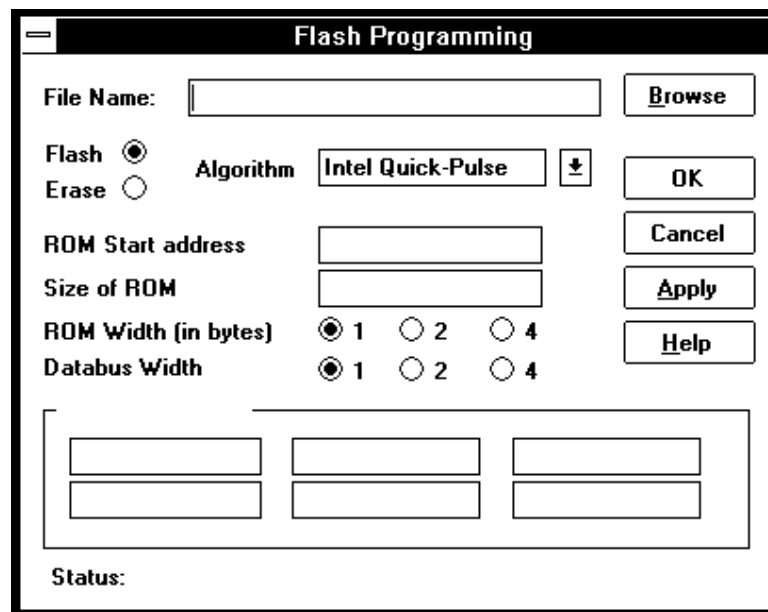 Flash Programming
File Name:
Browse
Flash
Algorithm
Intel Quick-Pulse
Erase
OK
ROM Start address
Cancel
Size of ROM
Apply
ROM Width (in bytes) 1 2 4
Help
Databus Width 1 2 4
Status: